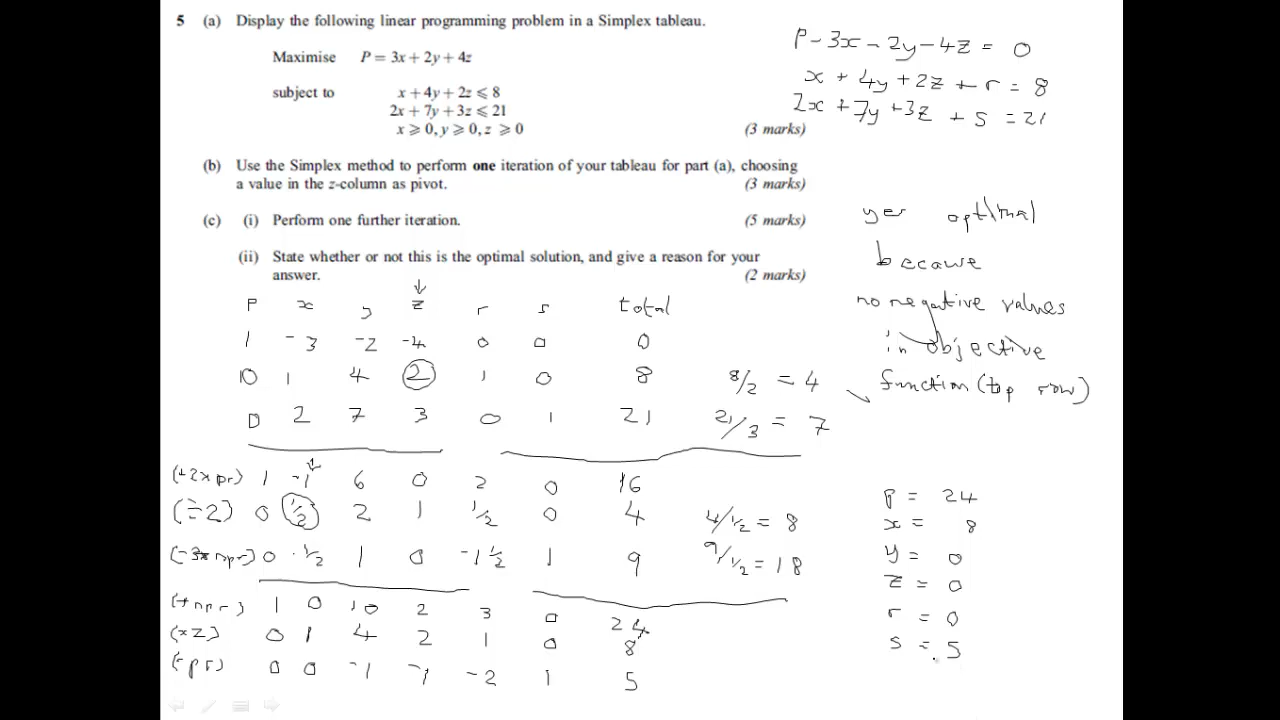 5 (a) Display the following linear programming problem in a Simplex tableau.
Maximise P = 3x + 2y + 4z
subject to x + 4y + 2z ⩽ 8
2x + 7y + 3z ⩽ 21
x ⩾ 0, y ⩾ 0, z ⩾ 0 (3 marks)
(b) Use the Simplex method to perform one iteration of your tableau for part (a), choosing
a value in the z-column as pivot. (3 marks)
(c) (i) Perform one further iteration. (5 marks)
(ii) State whether or not this is the optimal solution, and give a reason for your
answer. (2 marks)
P - 3x - 2y - 4z = 0
x + 4y + 2z + r = 8
2x + 7y + 3z + s = 21
yes optimal
because
no negative values
in objective
function (top row)
P x y z r s total
1 -3 -2 -4 0 0 0
0 1 4 2 1 0 8 8/2 = 4
0 2 7 3 0 1 21 21/3 = 7
(+2x pr) 1 -1 6 0 2 0 16
(÷2) 0 1/2 2 1 1/2 0 4 4/1/2 = 8
(-3x npr) 0 1/2 1 0 -1 1/2 1 9 9/1/2 = 18
(+npr) 1 0 10 2 3 0 24
(x2) 0 1 4 2 1 0 8
(-pr) 0 0 -1 -1 -2 1 5
P = 24
x = 8
y = 0
z = 0
r = 0
s = 5